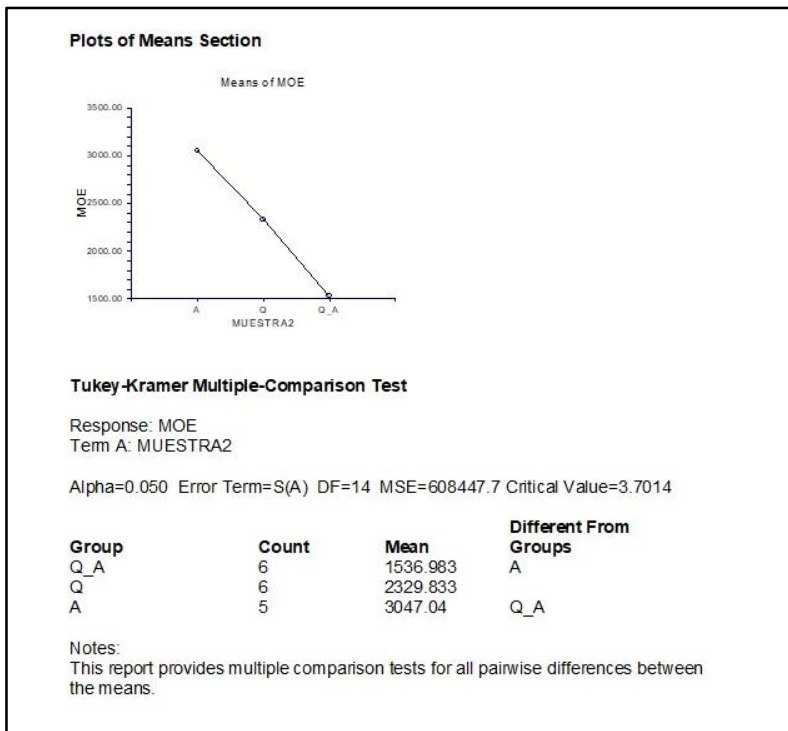 Plots of Means Section
Means of MOE
3500.00
3000.00
2500.00
2000.00
1500.00
MOE
A Q Q_A
MUESTRA2
Tukey-Kramer Multiple-Comparison Test
Response: MOE
Term A: MUESTRA2
Alpha=0.050 Error Term=S(A) DF=14 MSE=608447.7 Critical Value=3.7014
Different From
Group Count Mean Groups
Q_A 6 1536.983 A
Q 6 2329.833
A 5 3047.04 Q_A
Notes:
This report provides multiple comparison tests for all pairwise differences between
the means.